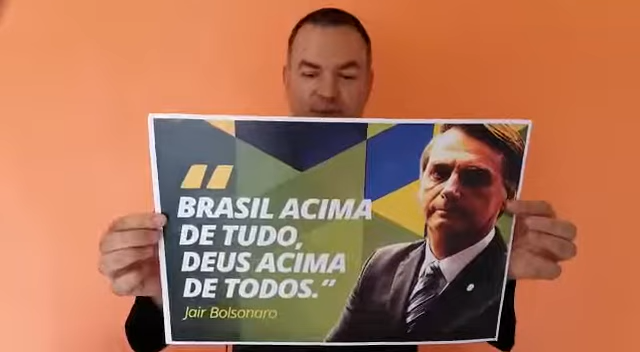 "
BRASIL ACIMA
DE TUDO,
DEUS ACIMA
DE TODOS."
Jair Bolsonaro